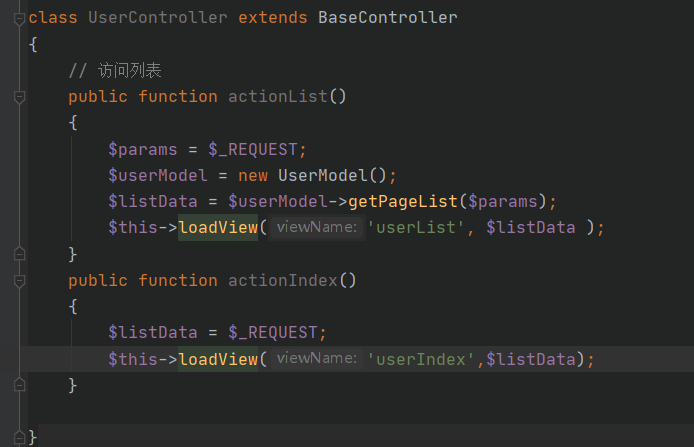 class UserController extends BaseController
{
// 访问列表
public function actionList()
{
$params = $_REQUEST;
$userModel = new UserModel();
$listData = $userModel->getPageList($params);
$this->loadView( viewName: 'userList', $listData );
}
public function actionIndex()
{
$listData = $_REQUEST;
$this->loadView( viewName: 'userIndex',$listData);
}
}